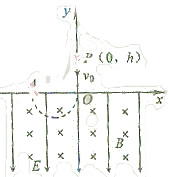 y
P (0, h)
v₀
A
O
x
× × × ×
× × × ×
B
× × × ×
E